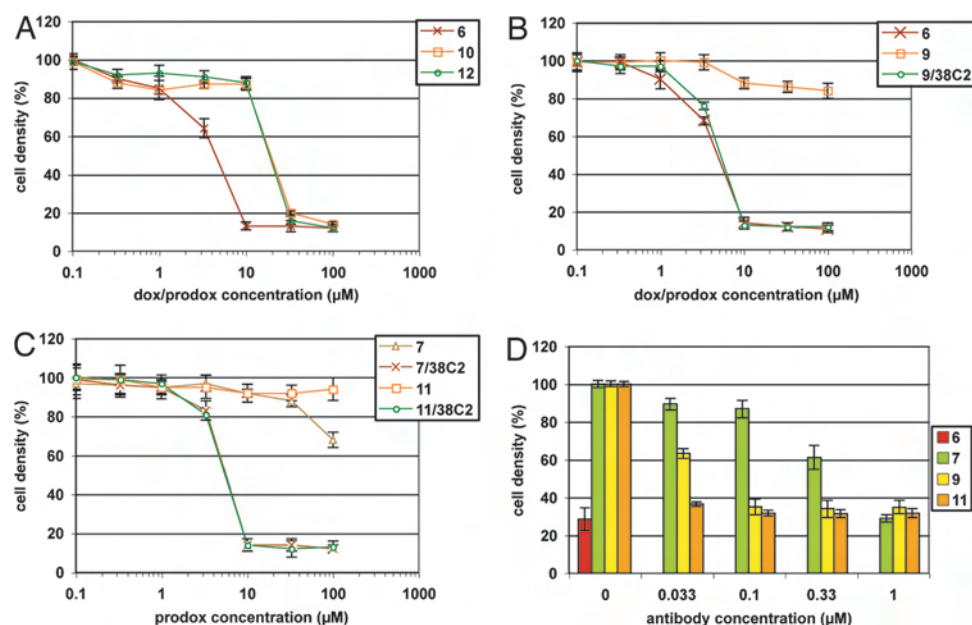 A
120
100
80
60
40
20
0
cell density (%)
0.1 1 10 100 1000
dox/prodox concentration (µM)
6
10
12
B
120
100
80
60
40
20
0
cell density (%)
0.1 1 10 100 1000
dox/prodox concentration (µM)
6
9
9/38C2
C
120
100
80
60
40
20
0
cell density (%)
0.1 1 10 100 1000
prodox concentration (µM)
7
7/38C2
11
11/38C2
D
120
100
80
60
40
20
0
cell density (%)
0 0.033 0.1 0.33 1
antibody concentration (µM)
6
7
9
11